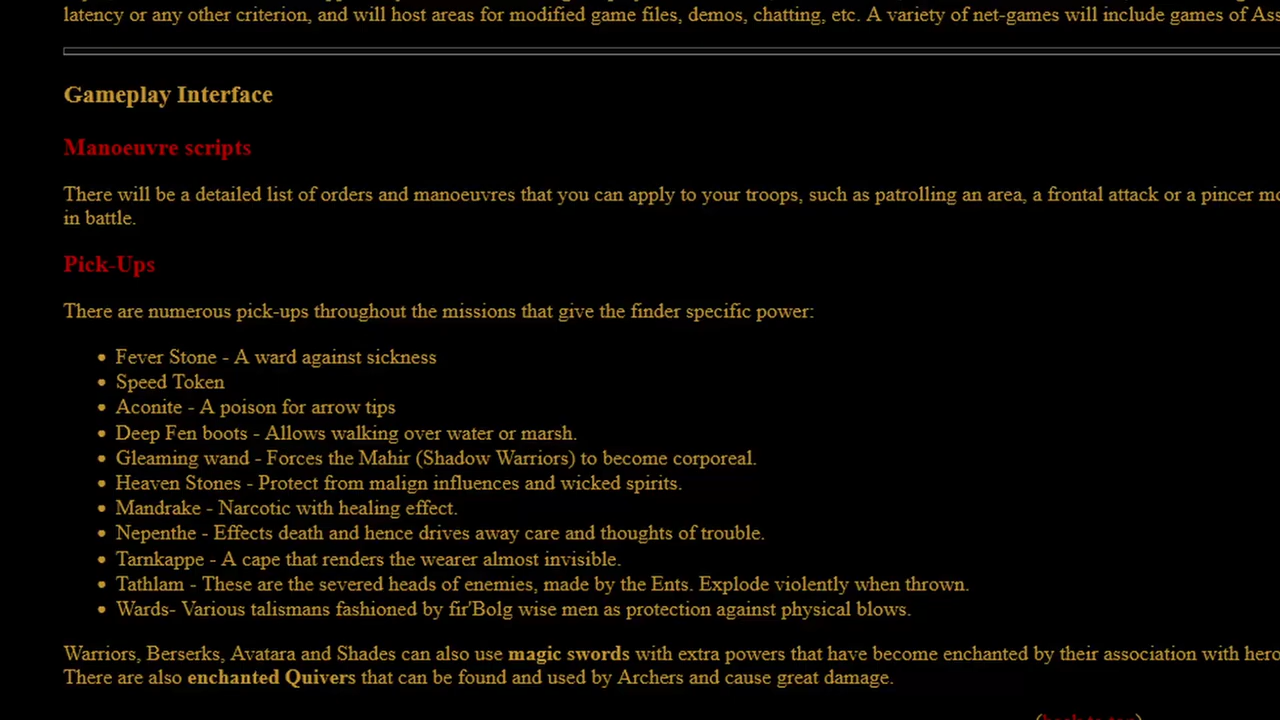 latency or any other criterion, and will host areas for modified game files, demos, chatting, etc. A variety of net-games will include games of Ass
Gameplay Interface
Manoeuvre scripts
There will be a detailed list of orders and manoeuvres that you can apply to your troops, such as patrolling an area, a frontal attack or a pincer mo
in battle.
Pick-Ups
There are numerous pick-ups throughout the missions that give the finder specific power:
• Fever Stone - A ward against sickness
• Speed Token
• Aconite - A poison for arrow tips
• Deep Fen boots - Allows walking over water or marsh.
• Gleaming wand - Forces the Mahir (Shadow Warriors) to become corporeal.
• Heaven Stones - Protect from malign influences and wicked spirits.
• Mandrake - Narcotic with healing effect.
• Nepenthe - Effects death and hence drives away care and thoughts of trouble.
• Tarnkappe - A cape that renders the wearer almost invisible.
• Tathlam - These are the severed heads of enemies, made by the Ents. Explode violently when thrown.
• Wards- Various talismans fashioned by fir'Bolg wise men as protection against physical blows.
Warriors, Berserks, Avatara and Shades can also use magic swords with extra powers that have become enchanted by their association with hero
There are also enchanted Quivers that can be found and used by Archers and cause great damage.